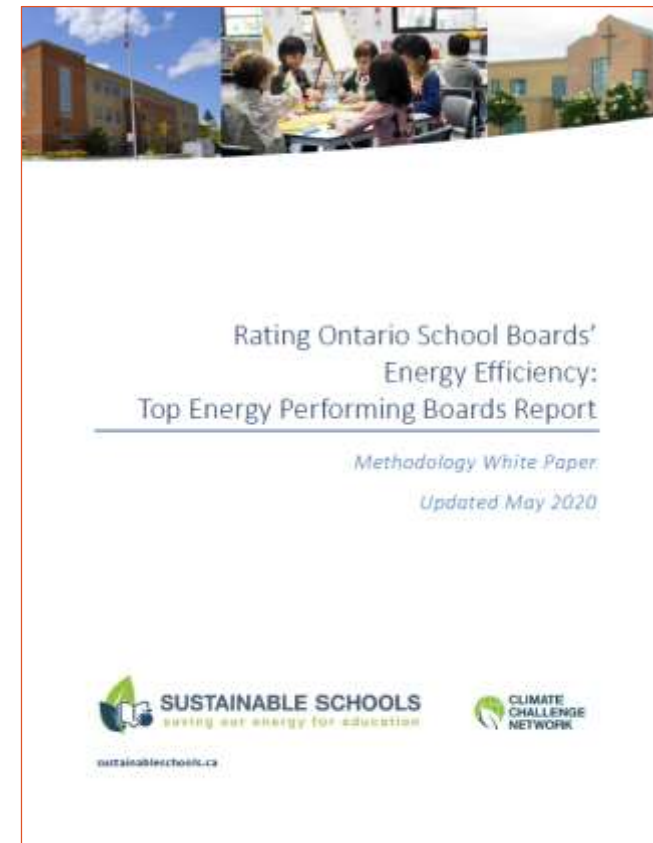 Rating Ontario School Boards'
Energy Efficiency:
Top Energy Performing Boards Report
Methodology White Paper
Updated May 2020
SUSTAINABLE SCHOOLS
saving our energy for education
CLIMATE
CHALLENGE
NETWORK
sustainableschools.ca